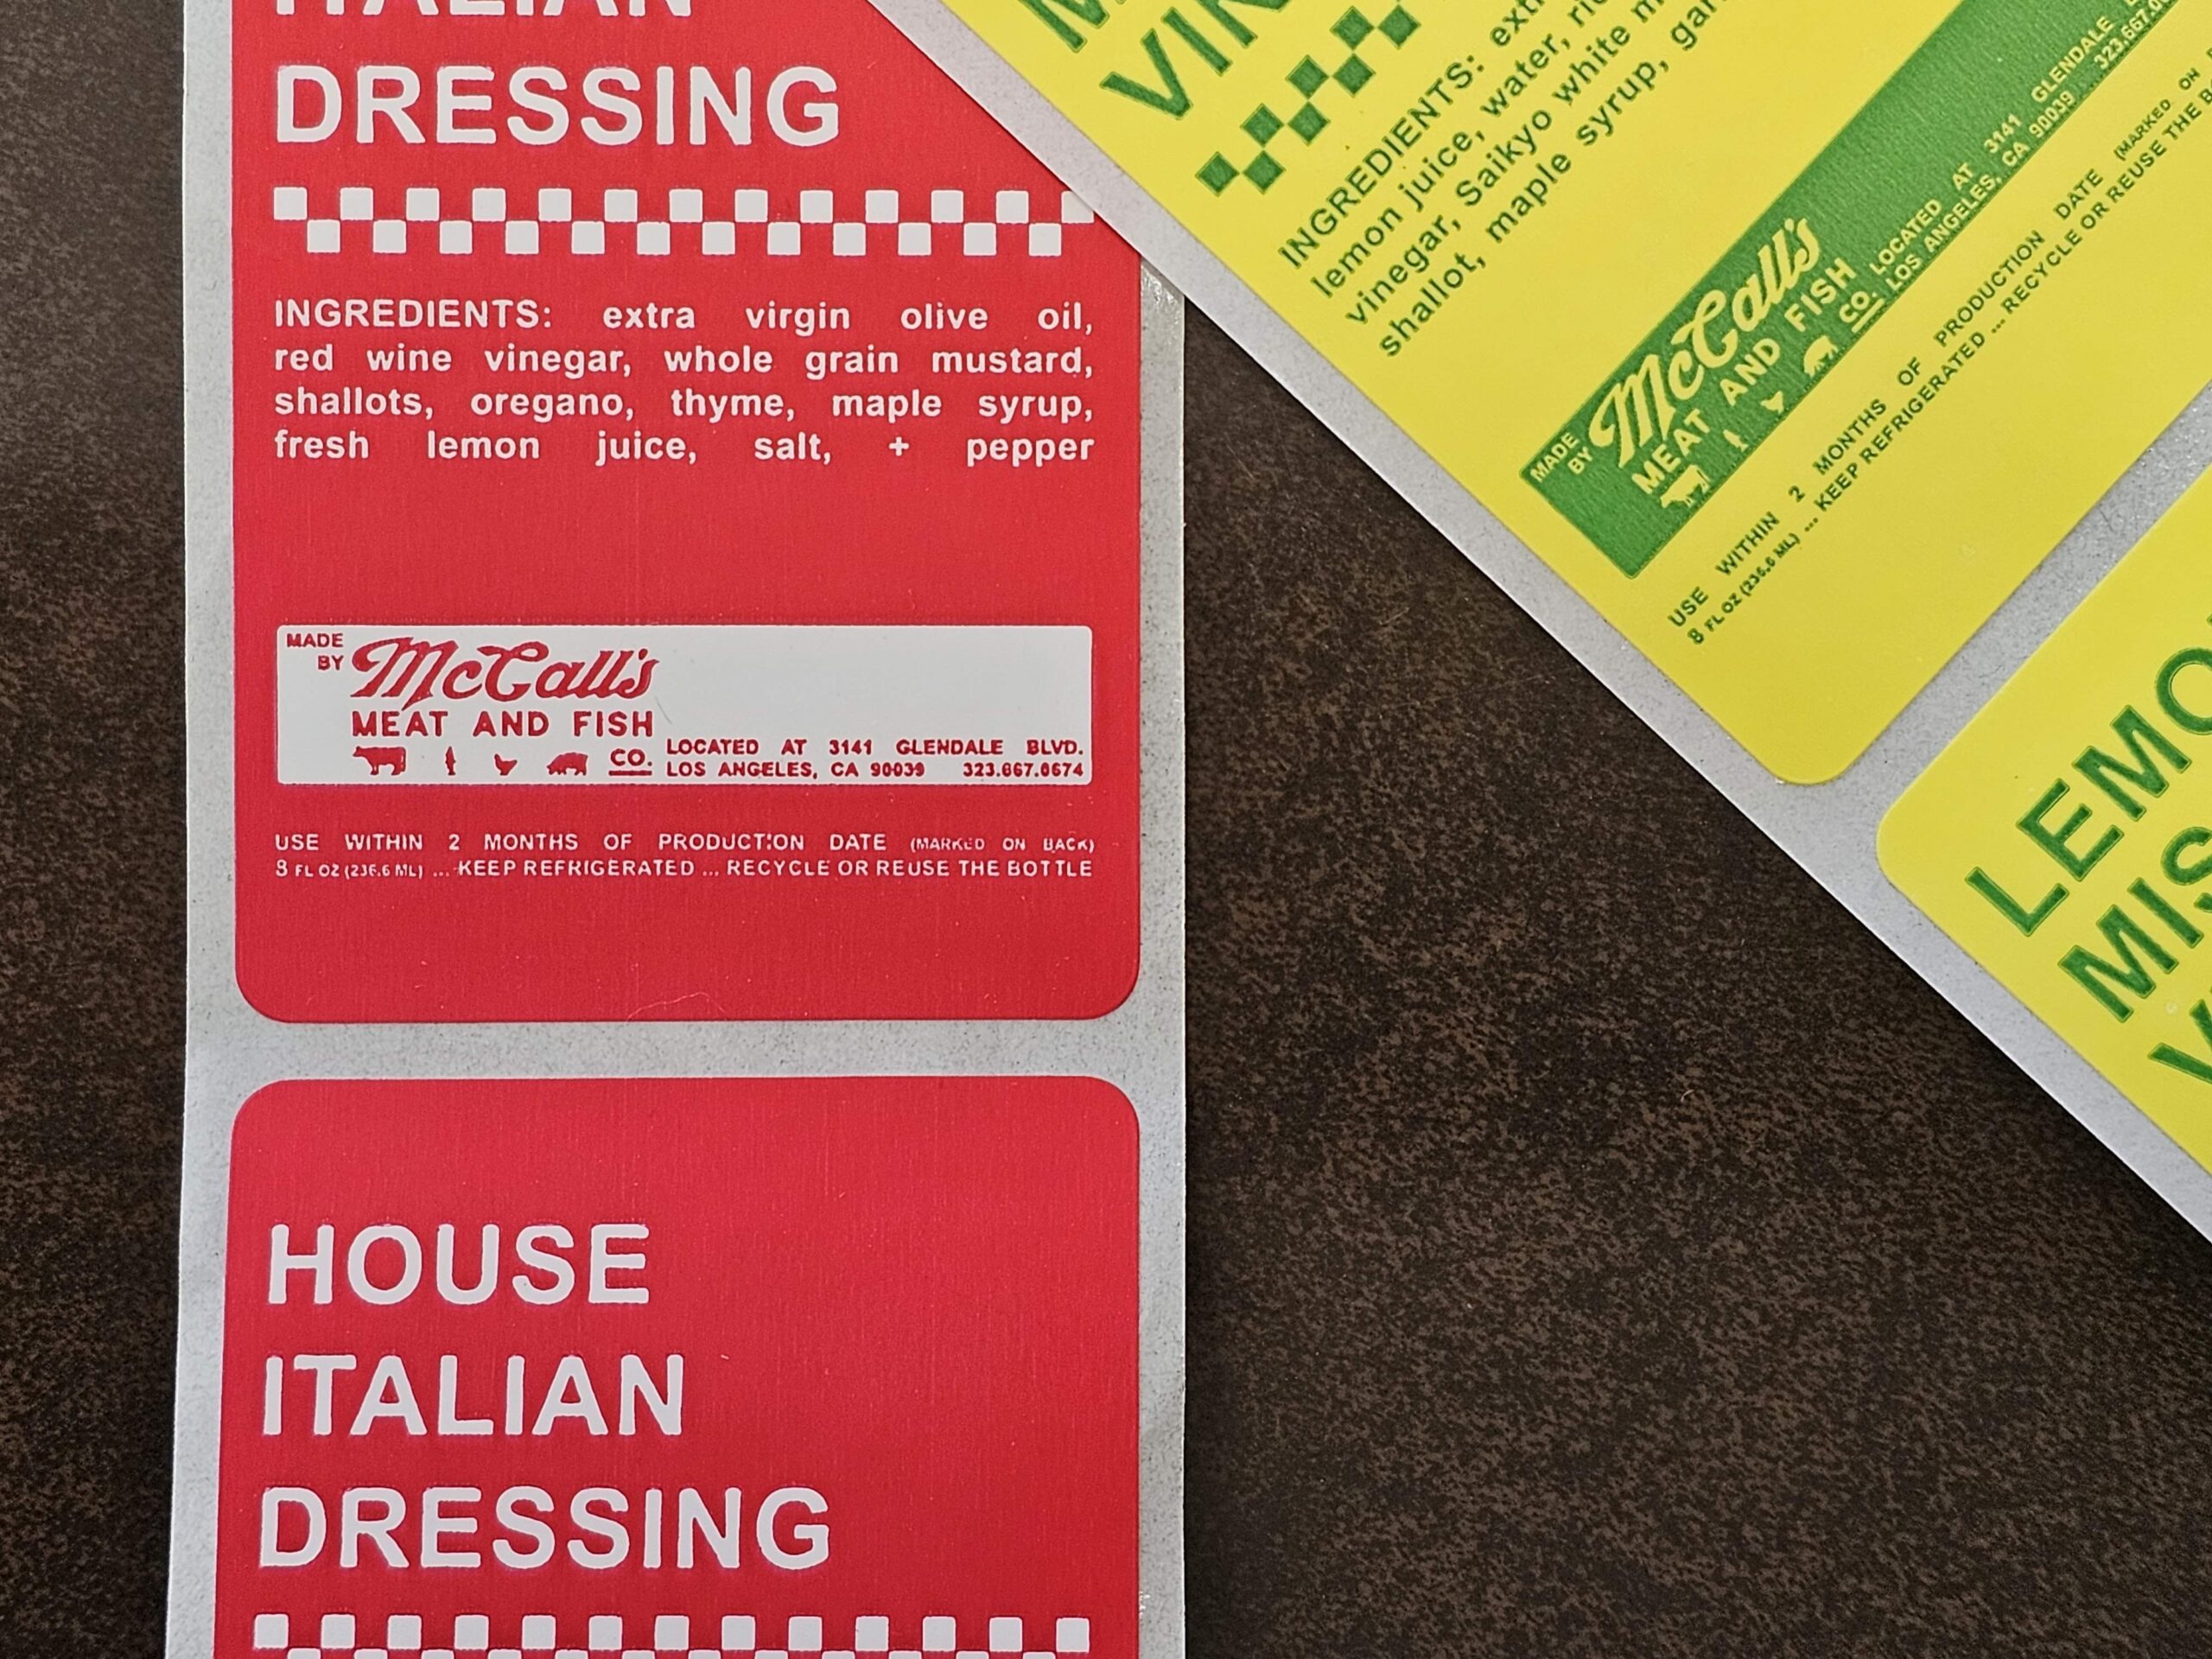 ITALIAN
DRESSING
INGREDIENTS: extra virgin olive oil,
red wine vinegar, whole grain mustard,
shallots, oregano, thyme, maple syrup,
fresh lemon juice, salt, + pepper
MADE
BY
McCall's
MEAT AND FISH
CO.
LOCATED AT 3141 GLENDALE BLVD.
LOS ANGELES, CA 90039
USE WITHIN 2 MONTHS OF PRODUCTION DATE (MARKED ON BACK)
8 FL OZ (236.6 ML) ... KEEP REFRIGERATED ... RECYCLE OR REUSE THE BOTTLE
HOUSE
ITALIAN
DRESSING
INGREDIENTS:
lemon juice, water,
vinegar, Saikyo white
shallot, maple syrup,
MADE
BY
McCall's
MEAT AND FISH
CO.
LOCATED AT 3141 GLENDALE
LOS ANGELES, CA 90039
USE WITHIN 2 MONTHS OF PRODUCTION DATE (MARKED ON
8 FL OZ (236.6 ML) ... KEEP REFRIGERATED ... RECYCLE OR REUSE THE